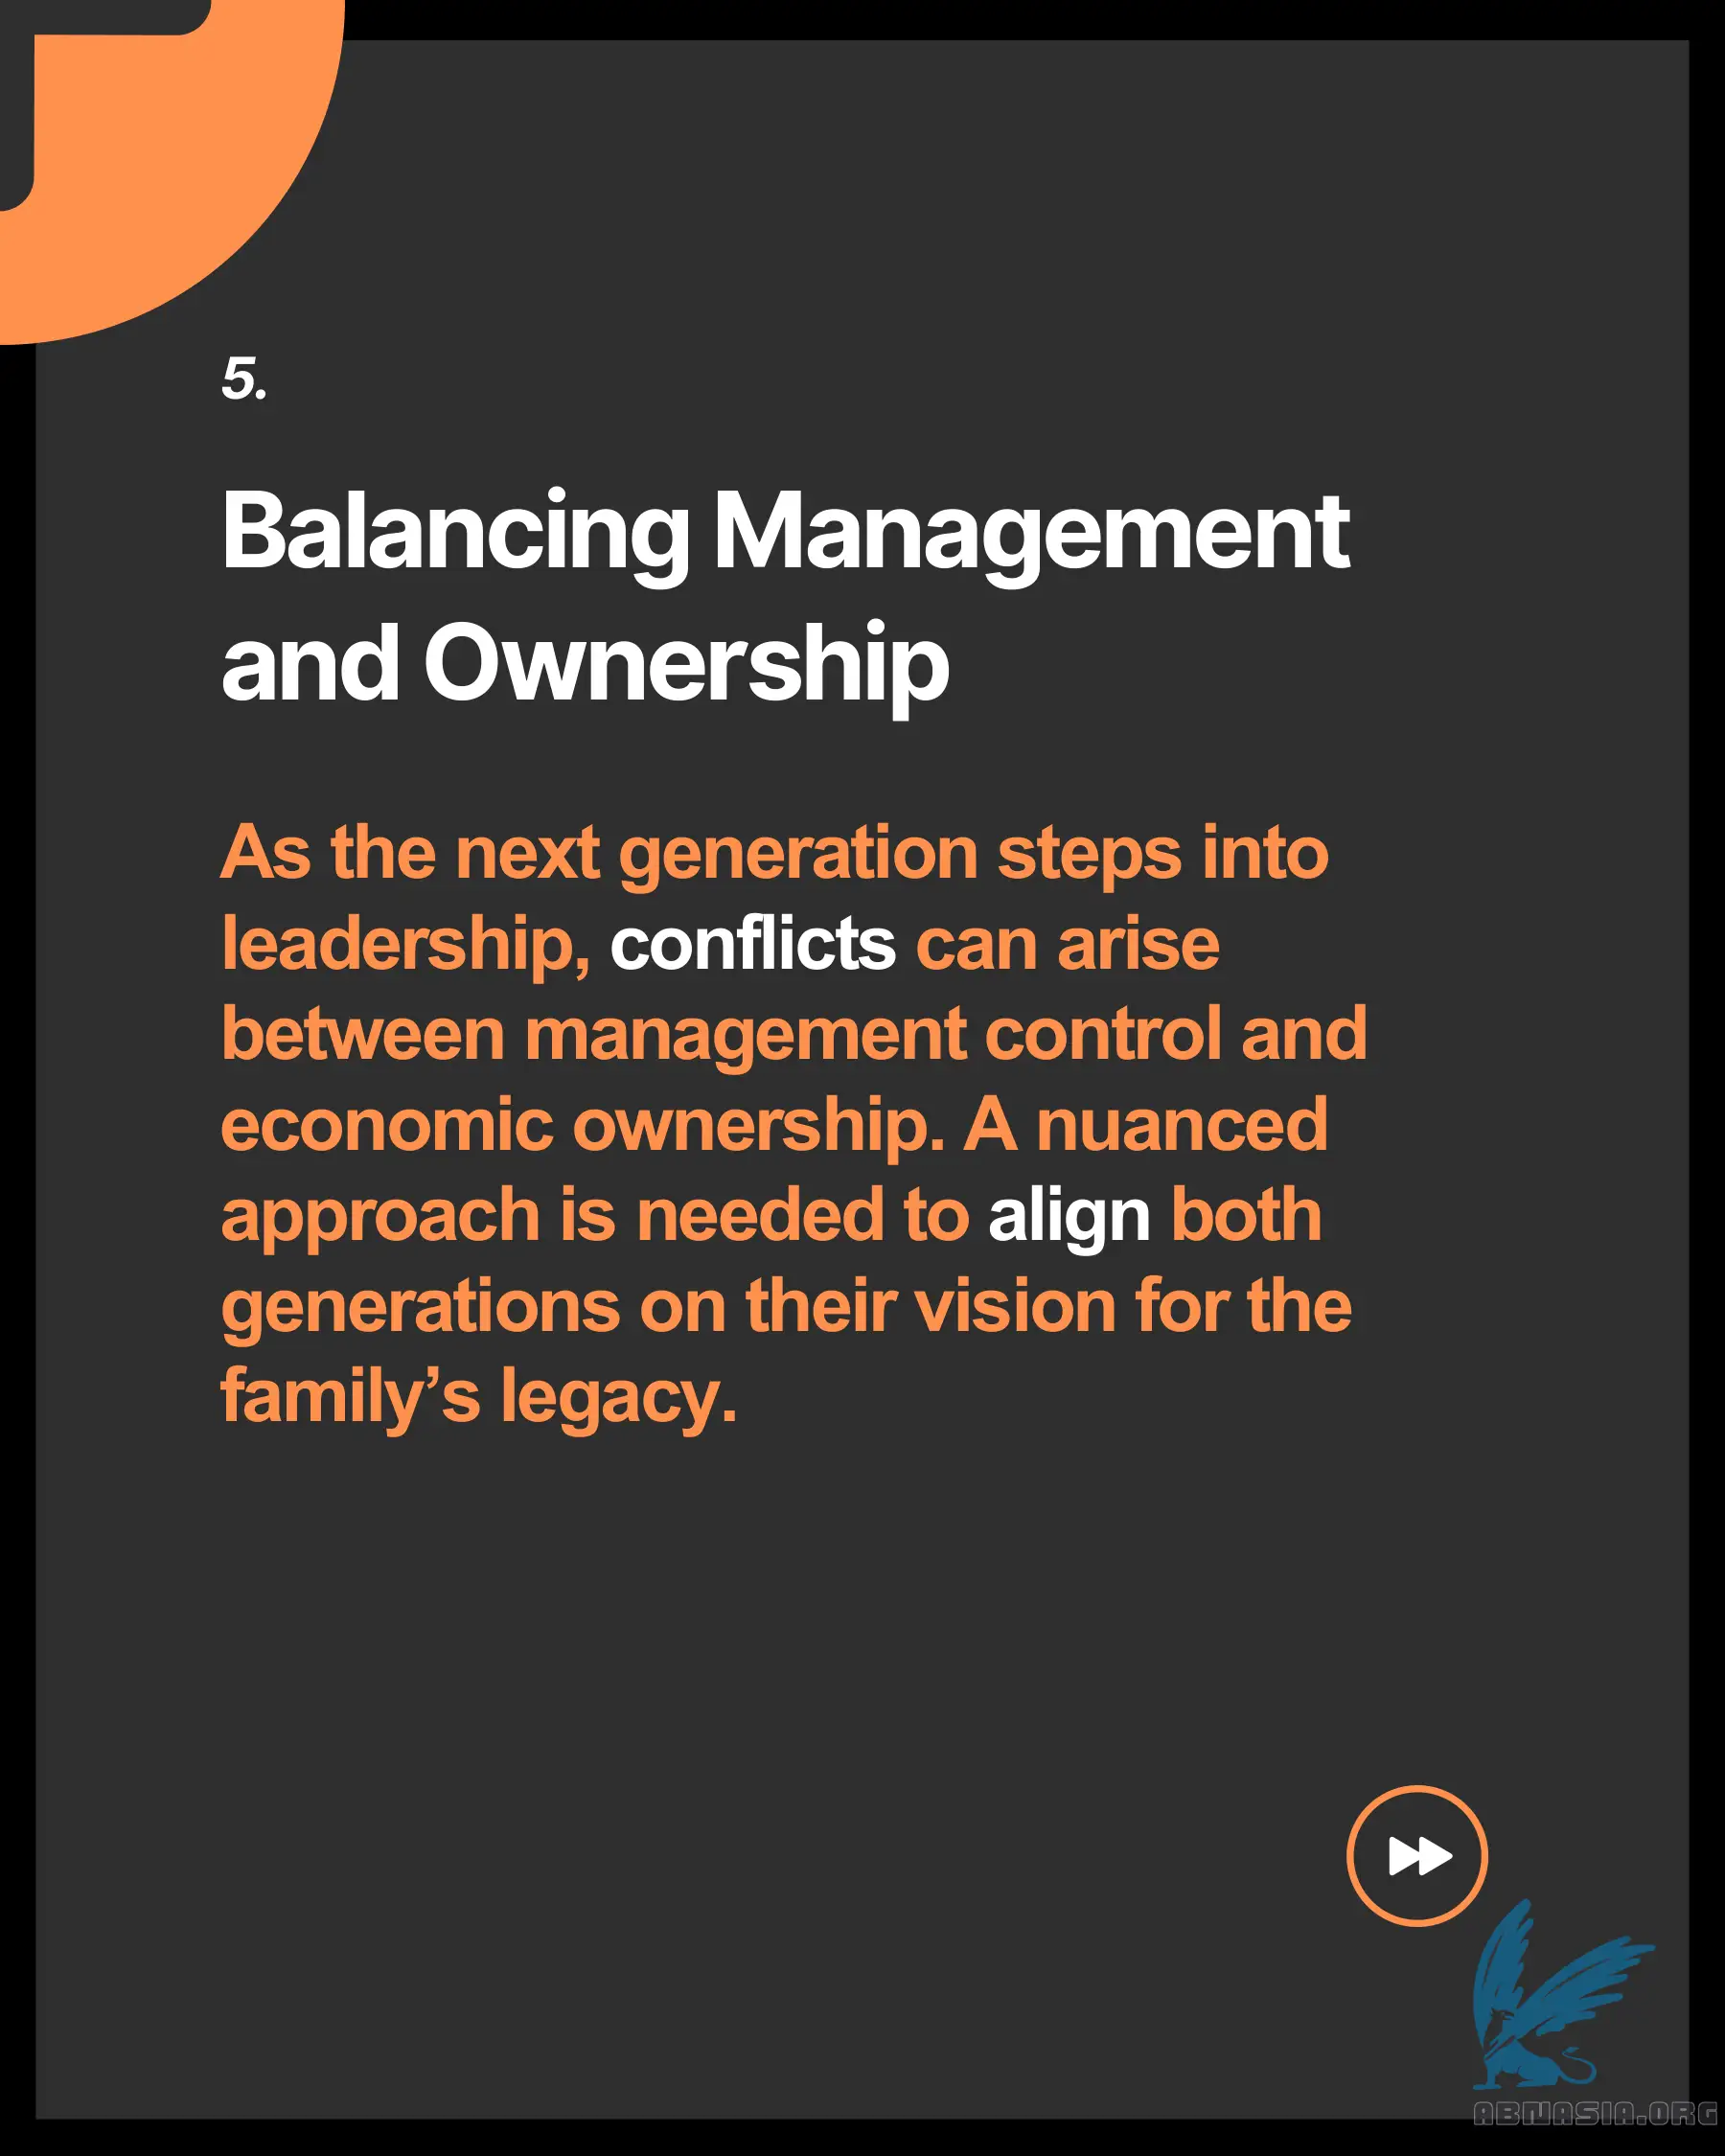 5.
Balancing Management
and Ownership
As the next generation steps into
leadership, conflicts can arise
between management control and
economic ownership. A nuanced
approach is needed to align both
generations on their vision for the
family’s legacy.
ABMASIA.ORG